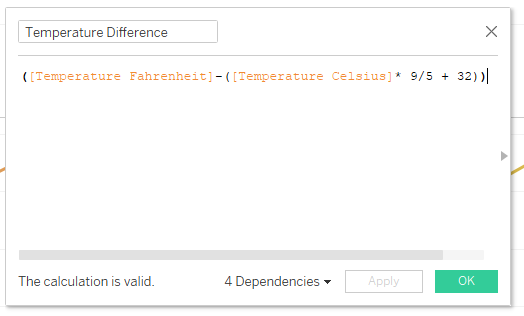 Temperature Difference
([Temperature Fahrenheit]-([Temperature Celsius]* 9/5 + 32))
The calculation is valid.
4 Dependencies
Apply
OK